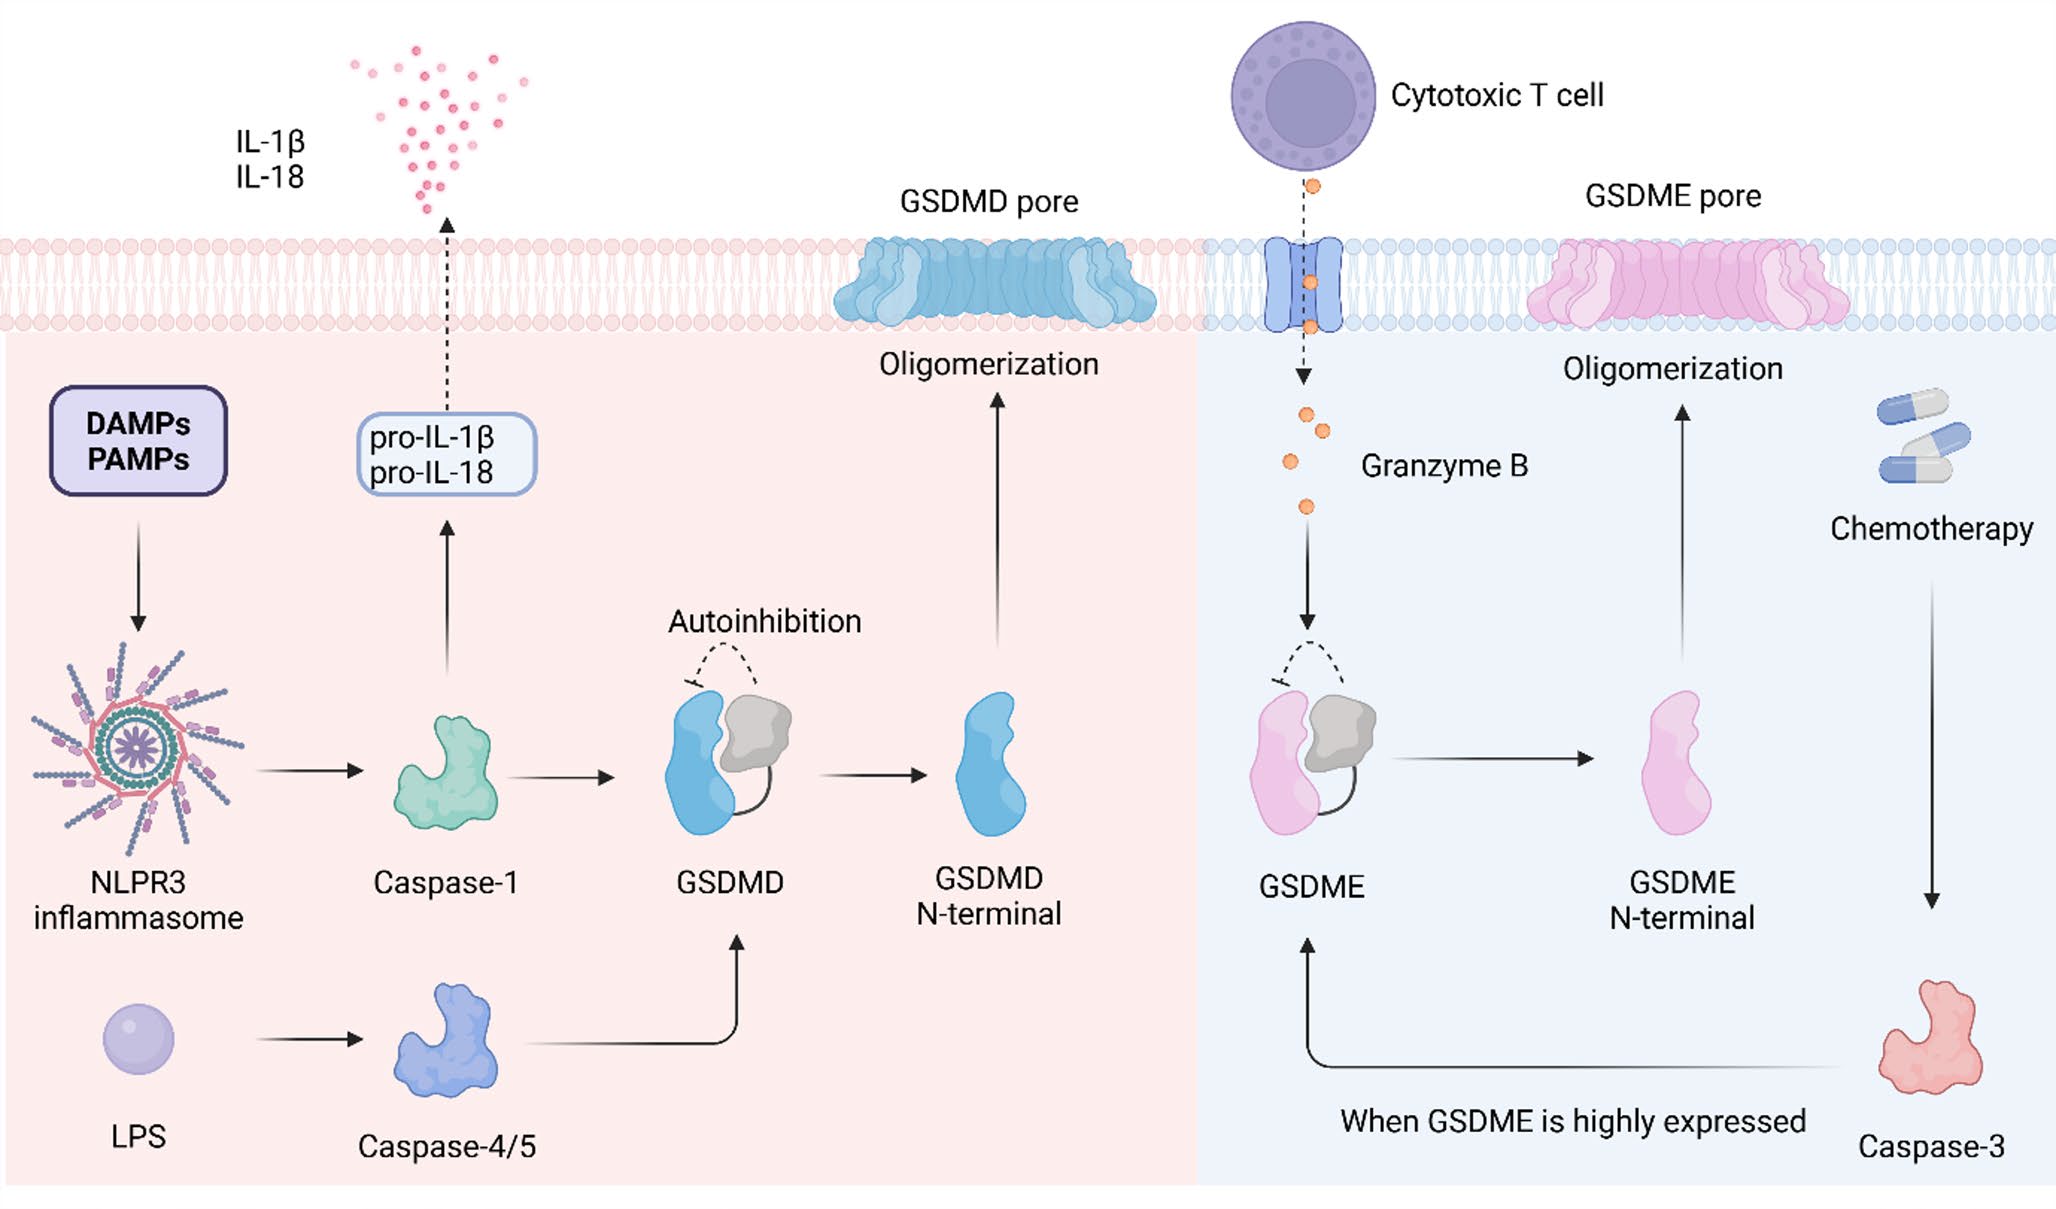 Cytotoxic T cell
IL-1β
IL-18
GSDMD pore
GSDME pore
Oligomerization
Oligomerization
DAMPs
PAMPs
pro-IL-1β
pro-IL-18
Granzyme B
Chemotherapy
Autoinhibition
NLPR3
inflammasome
Caspase-1
GSDMD
GSDMD
N-terminal
GSDME
GSDME
N-terminal
LPS
Caspase-4/5
When GSDME is highly expressed
Caspase-3